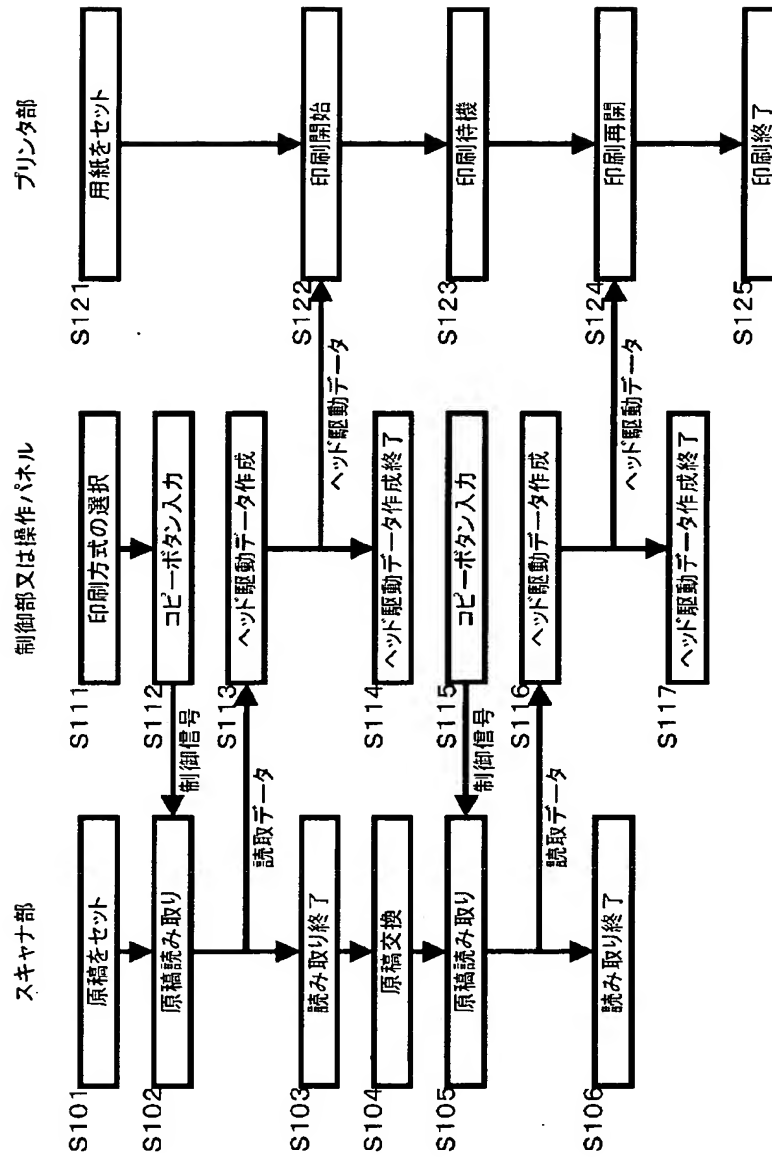 スキャナ部
S101
原稿をセット
S102
原稿読み取り
読取データ
S103
読み取り終了
S104
原稿交換
S105
原稿読み取り
読取データ
S106
読み取り終了
制御部又は操作パネル
S111
印刷方式の選択
S112
コピーボタン入力
制御信号
S113
ヘッド駆動データ作成
ヘッド駆動データ
S114
ヘッド駆動データ作成終了
S115
コピーボタン入力
制御信号
S116
ヘッド駆動データ作成
ヘッド駆動データ
S117
ヘッド駆動データ作成終了
プリンタ部
S121
用紙をセット
S122
印刷開始
S123
印刷待機
S124
印刷再開
S125
印刷終了